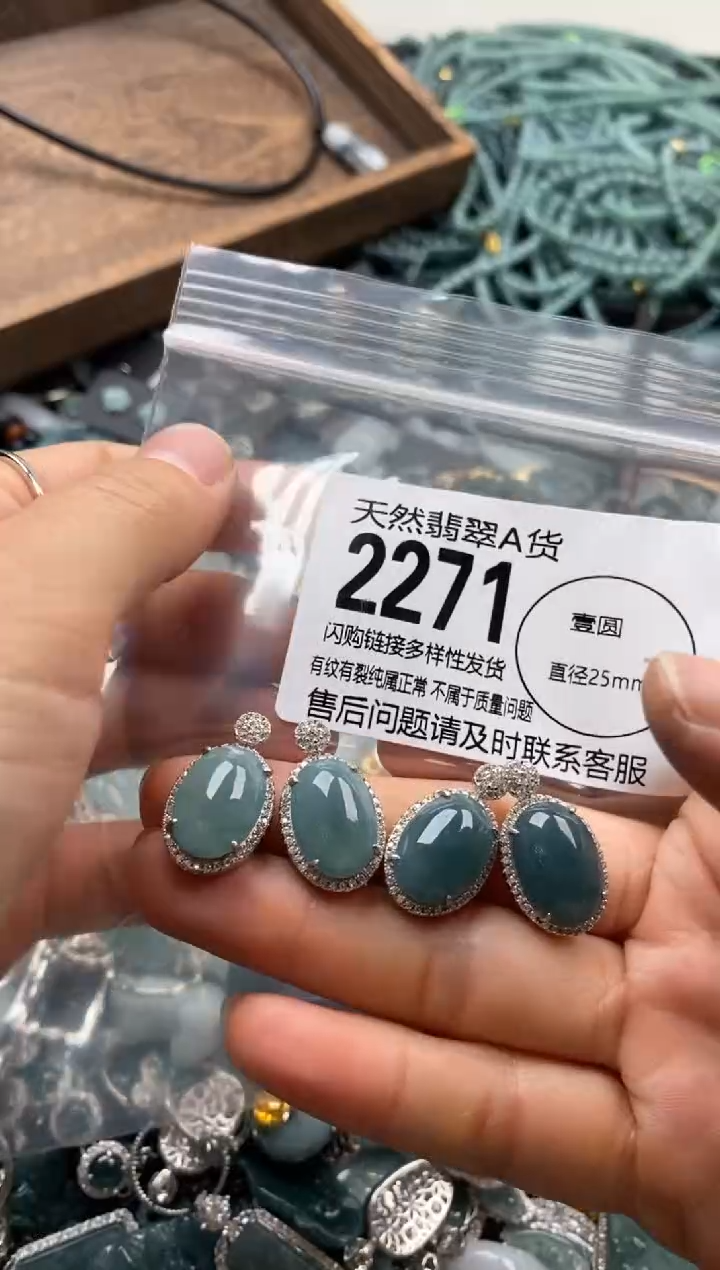 天然翡翠A货
2271
壹圆
闪购链接多样性发货
直径25mm
有纹有裂纯属正常 不属于质量问题
售后问题请及时联系客服